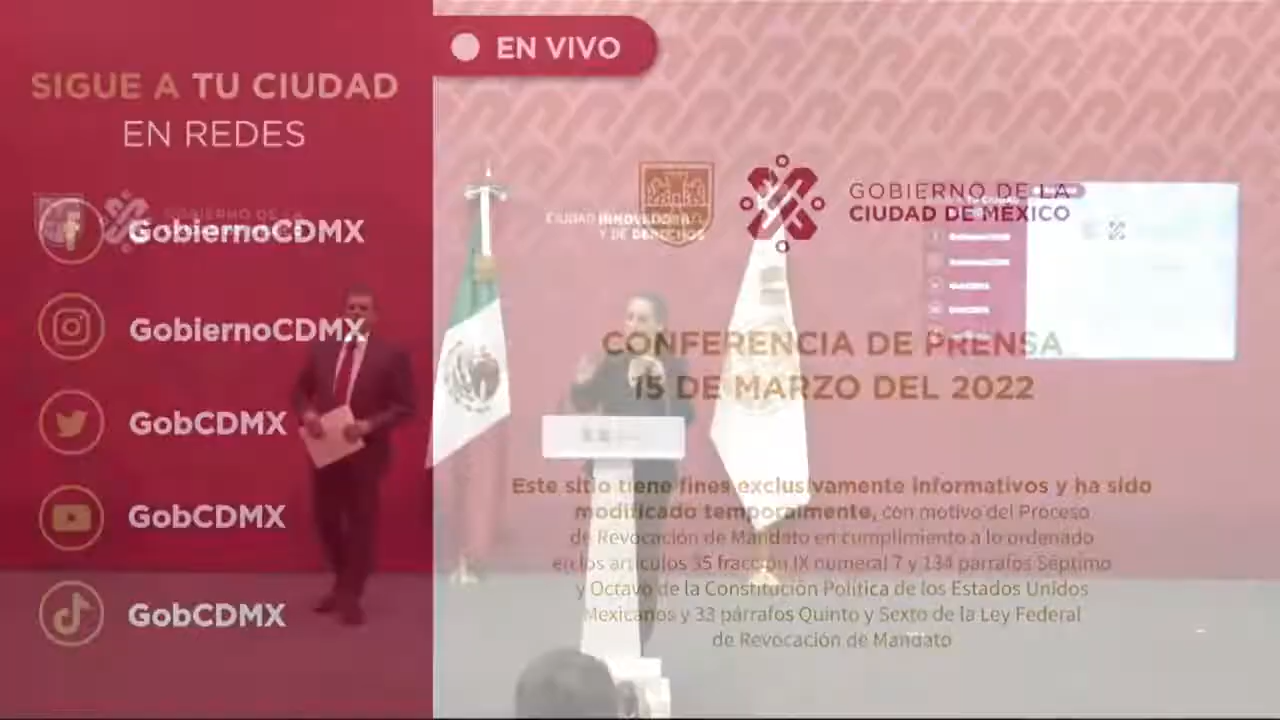 SIGUE A TU CIUDAD
EN REDES
GobiernoCDMX
GobiernoCDMX
GobCDMX
GobCDMX
GobCDMX
EN VIVO
CIUDAD INNOVADORA
Y DE DERECHOS
GOBIERNO DE LA
CIUDAD DE MÉXICO
CONFERENCIA DE PRENSA
15 DE MARZO DEL 2022
Este sitio tiene fines exclusivamente informativos y ha sido
modificado temporalmente, con motivo del Proceso
de Revocación de Mandato en cumplimiento a lo ordenado
en los artículos 35 fracción IX numeral 7 y 134 párrafos Séptimo
y Octavo de la Constitución Política de los Estados Unidos
Mexicanos y 33 párrafos Quinto y Sexto de la Ley Federal
de Revocación de Mandato